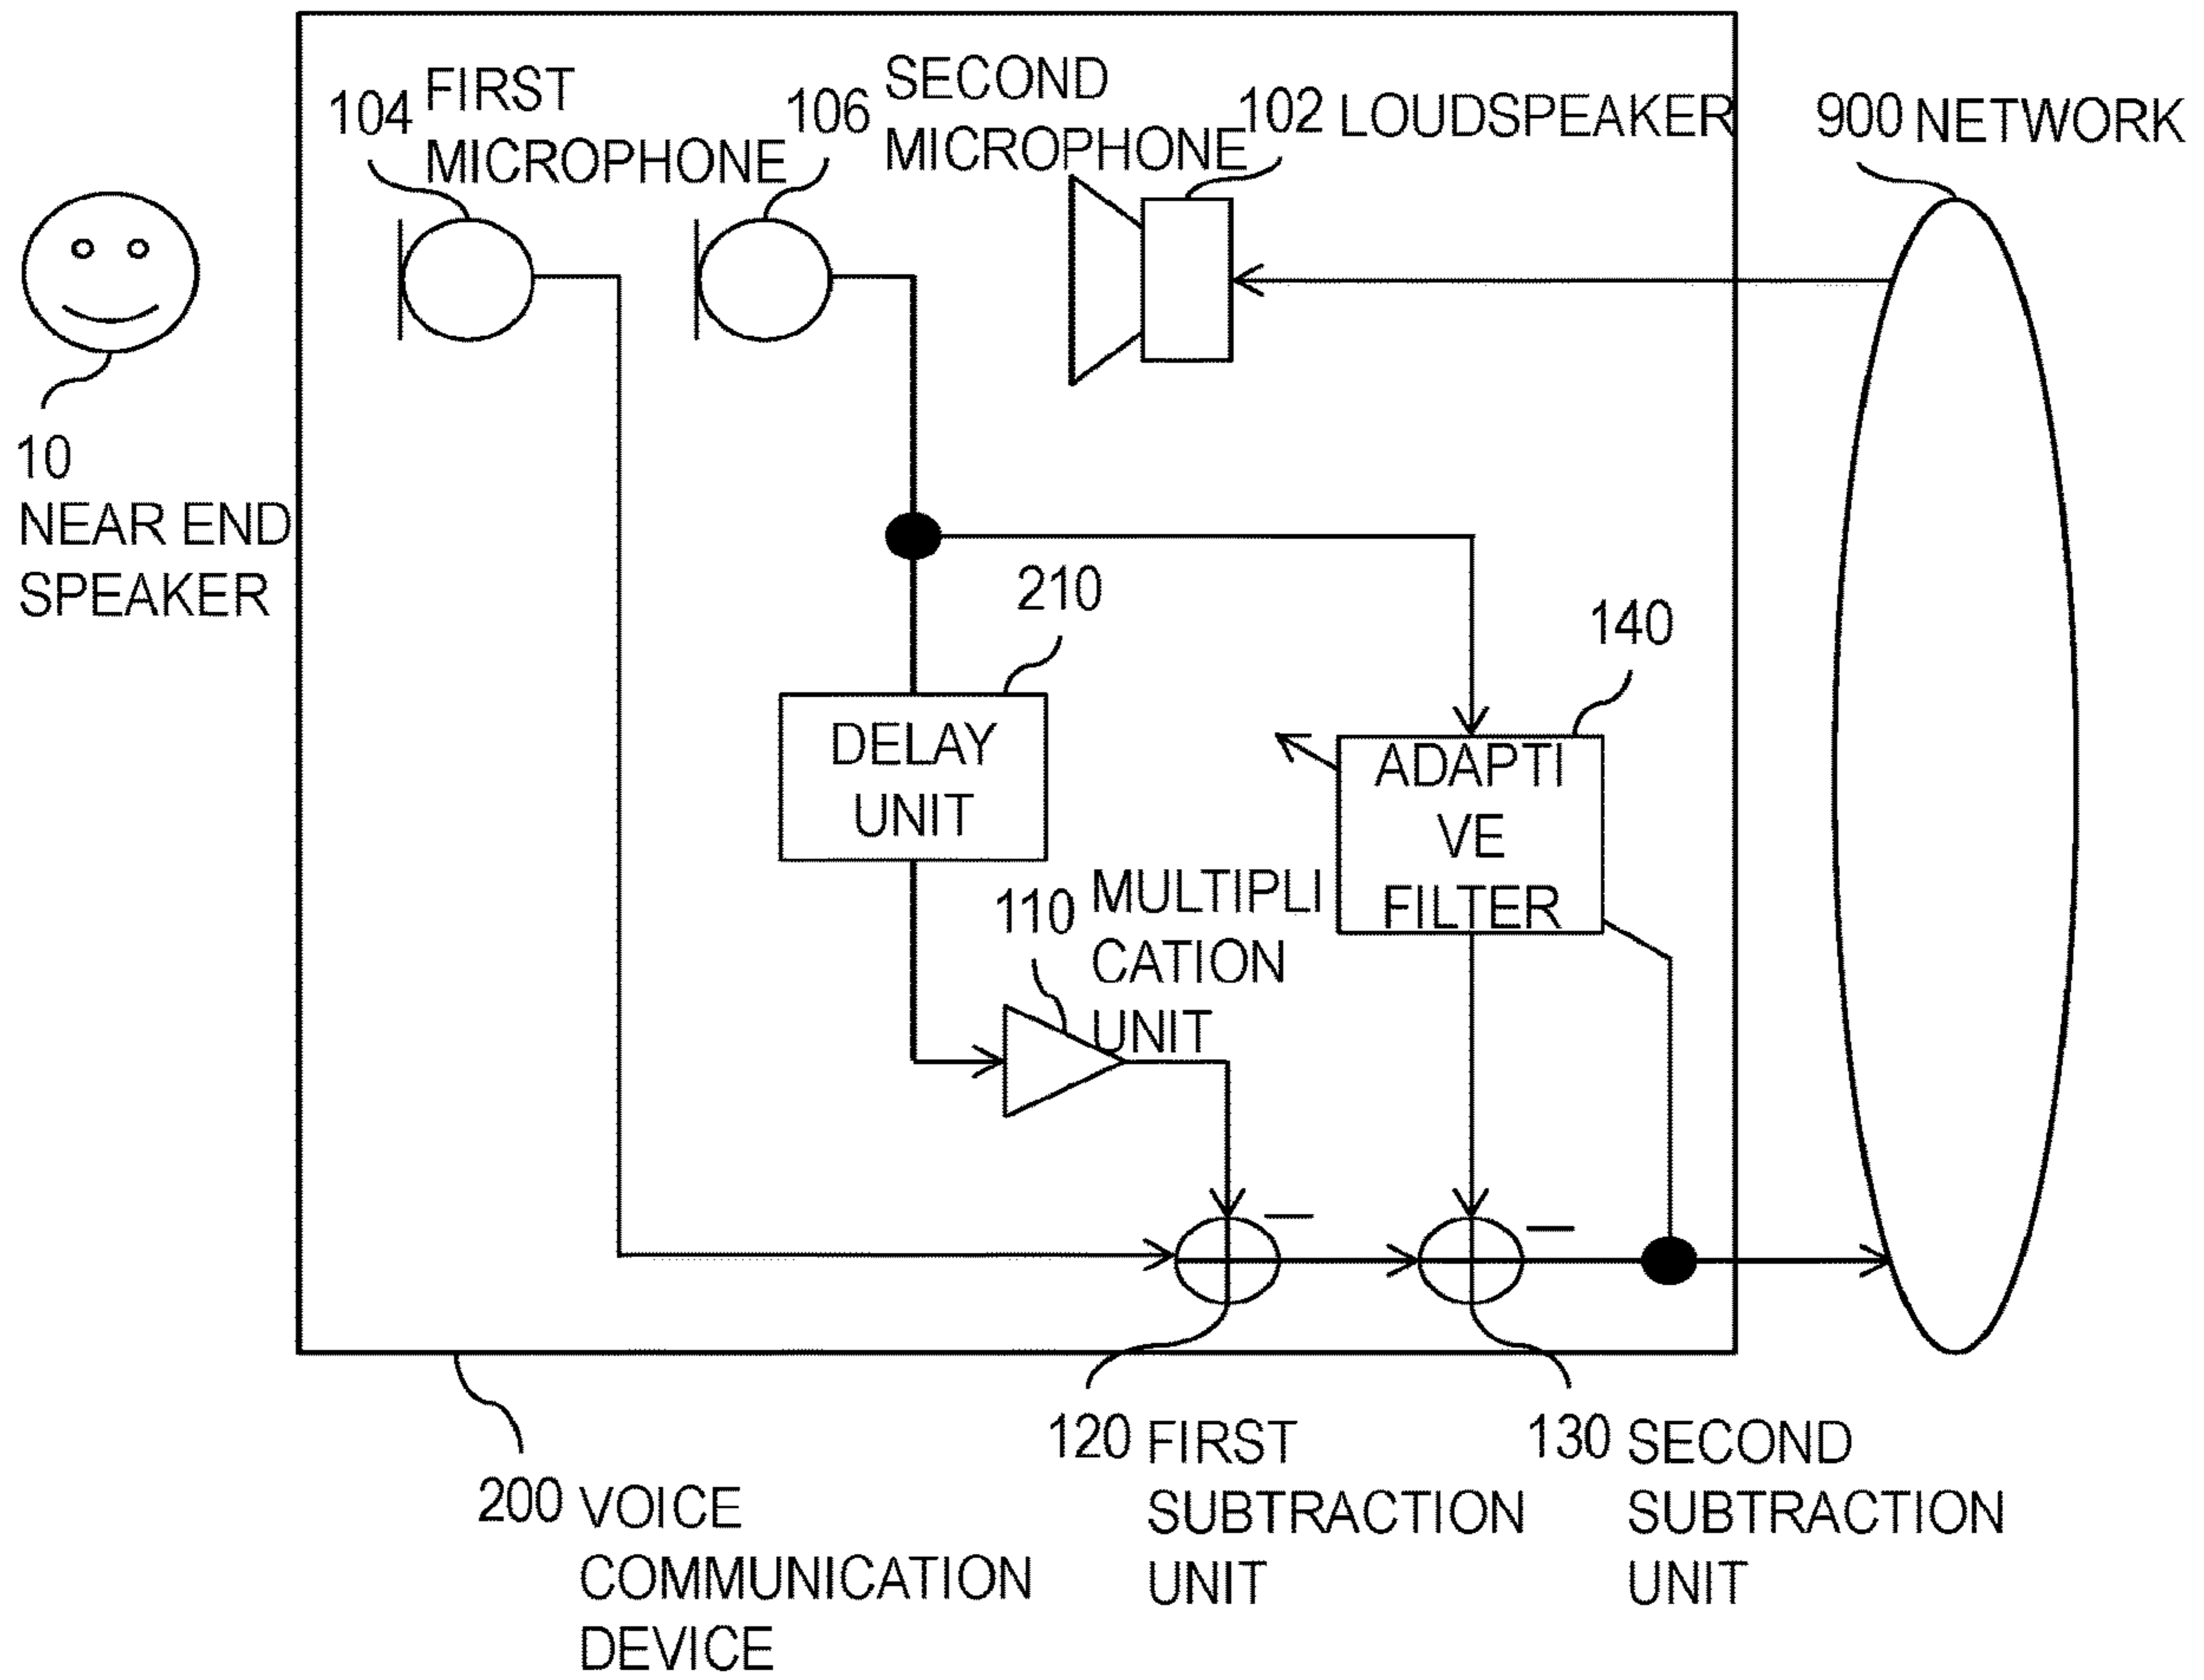 104 FIRST MICROPHONE
106 SECOND MICROPHONE
102 LOUDSPEAKER
900 NETWORK
10
NEAR END
SPEAKER
210
DELAY
UNIT
140
ADAPTI
VE
FILTER
110 MULTIPLI
CATION
UNIT
—
—
120 FIRST
SUBTRACTION
UNIT
130 SECOND
SUBTRACTION
UNIT
200 VOICE
COMMUNICATION
DEVICE